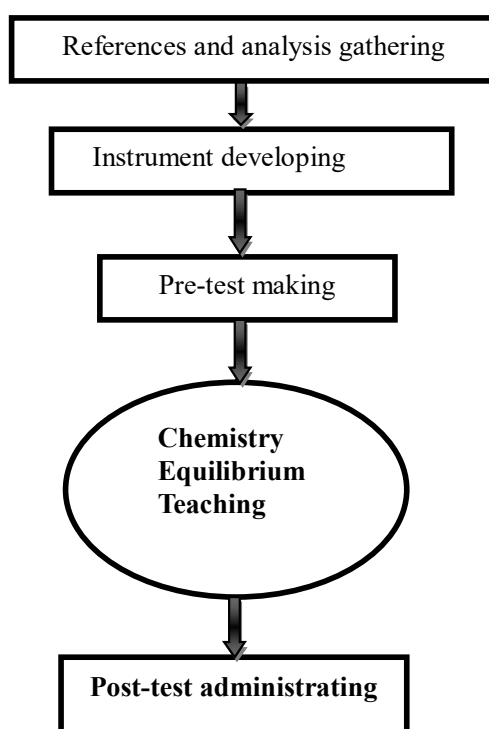 References and analysis gathering
Instrument developing
Pre-test making
Chemistry
Equilibrium
Teaching
Post-test administrating